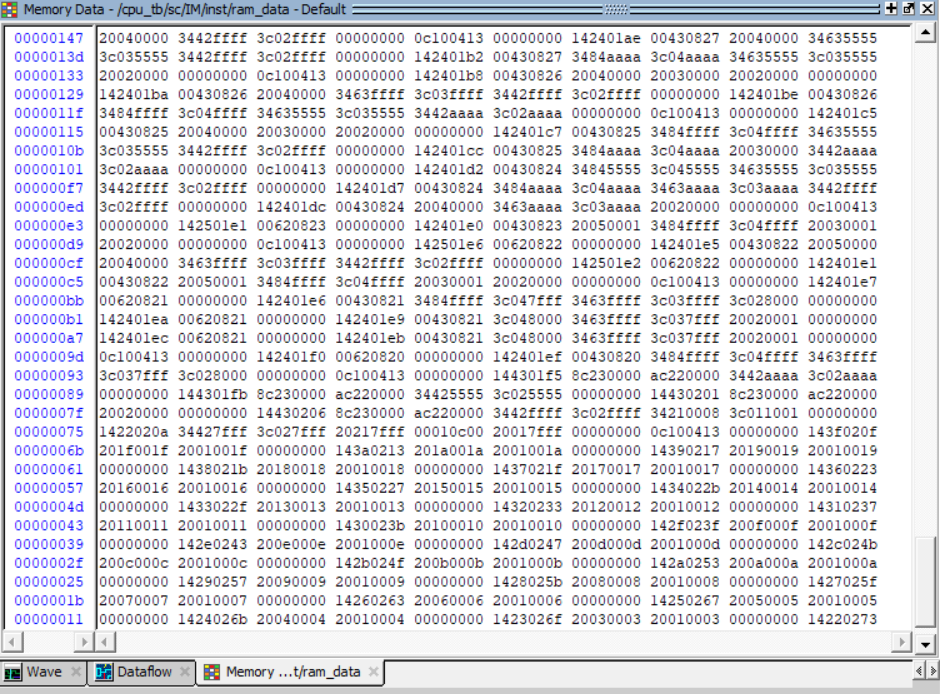 Memory Data - /cpu_tb/sc/IM/inst/ram_data - Default
00000147 20040000 3442ffff 3c02ffff 00000000 0c100413 00000000 142401ae 00430827 20040000 34635555
0000013d 3c035555 3442ffff 3c02ffff 00000000 142401b2 00430827 3484aaaa 3c04aaaa 34635555 3c035555
00000133 20020000 00000000 0c100413 00000000 142401b8 00430826 20040000 20030000 20020000 00000000
00000129 142401ba 00430826 20040000 3463ffff 3c03ffff 3442ffff 3c02ffff 00000000 142401be 00430826
0000011f 3484ffff 3c04ffff 34635555 3c035555 3442aaaa 3c02aaaa 00000000 0c100413 00000000 142401c5
00000115 00430825 20040000 20030000 20020000 00000000 142401c7 00430825 3484ffff 3c04ffff 34635555
0000010b 3c035555 3442ffff 3c02ffff 00000000 142401cc 00430825 3484aaaa 3c04aaaa 20030000 3442aaaa
00000101 3c02aaaa 00000000 0c100413 00000000 142401d2 00430824 34845555 3c045555 34635555 3c035555
000000f7 3442ffff 3c02ffff 00000000 142401d7 00430824 3484aaaa 3c04aaaa 3463aaaa 3c03aaaa 3442ffff
000000ed 3c02ffff 00000000 142401dc 00430824 20040000 3463aaaa 3c03aaaa 20020000 00000000 0c100413
000000e3 00000000 142501e1 00620823 00000000 142401e0 00430823 20050001 3484ffff 3c04ffff 20030001
000000d9 20020000 00000000 0c100413 00000000 142501e6 00620822 00000000 142401e5 00430822 20050000
000000cf 20040000 3463ffff 3c03ffff 3442ffff 3c02ffff 00000000 142501e2 00620822 00000000 142401e1
000000c5 00430822 20050001 3484ffff 3c04ffff 20030001 20020000 00000000 0c100413 00000000 142401e7
000000bb 00620821 00000000 142401e6 00430821 3484ffff 3c047fff 3463ffff 3c03ffff 3c028000 00000000
000000b1 142401ea 00620821 00000000 142401e9 00430821 3c048000 3463ffff 3c037fff 20020001 00000000
000000a7 142401ec 00620821 00000000 142401eb 00430821 3c048000 3463ffff 3c037fff 20020001 00000000
0000009d 0c100413 00000000 142401f0 00620820 00000000 142401ef 00430820 3484ffff 3c04ffff 3463ffff
00000093 3c037fff 3c028000 00000000 0c100413 00000000 144301f5 8c230000 ac220000 3442aaaa 3c02aaaa
00000089 00000000 144301fb 8c230000 ac220000 34425555 3c025555 00000000 14430201 8c230000 ac220000
0000007f 20020000 00000000 14430206 8c230000 ac220000 3442ffff 3c02ffff 34210008 3c011001 00000000
00000075 1422020a 34427fff 3c027fff 20217fff 00010c00 20017fff 00000000 0c100413 00000000 143f020f
0000006b 201f001f 2001001f 00000000 143a0213 201a001a 2001001a 00000000 14390217 20190019 20010019
00000061 00000000 1438021b 20180018 20010018 00000000 1437021f 20170017 20010017 00000000 14360223
00000057 20160016 20010016 00000000 14350227 20150015 20010015 00000000 1434022b 20140014 20010014
0000004d 00000000 1433022f 20130013 20010013 00000000 14320233 20120012 20010012 00000000 14310237
00000043 20110011 20010011 00000000 1430023b 20100010 20010010 00000000 142f023f 200f000f 2001000f
00000039 00000000 142e0243 200e000e 2001000e 00000000 142d0247 200d000d 2001000d 00000000 142c024b
0000002f 200c000c 2001000c 00000000 142b024f 200b000b 2001000b 00000000 142a0253 200a000a 2001000a
00000025 00000000 14290257 20090009 20010009 00000000 1428025b 20080008 20010008 00000000 1427025f
0000001b 20070007 20010007 00000000 14260263 20060006 20010006 00000000 14250267 20050005 20010005
00000011 00000000 1424026b 20040004 20010004 00000000 1423026f 20030003 20010003 00000000 14220273
Wave Dataflow Memory ...t/ram_data